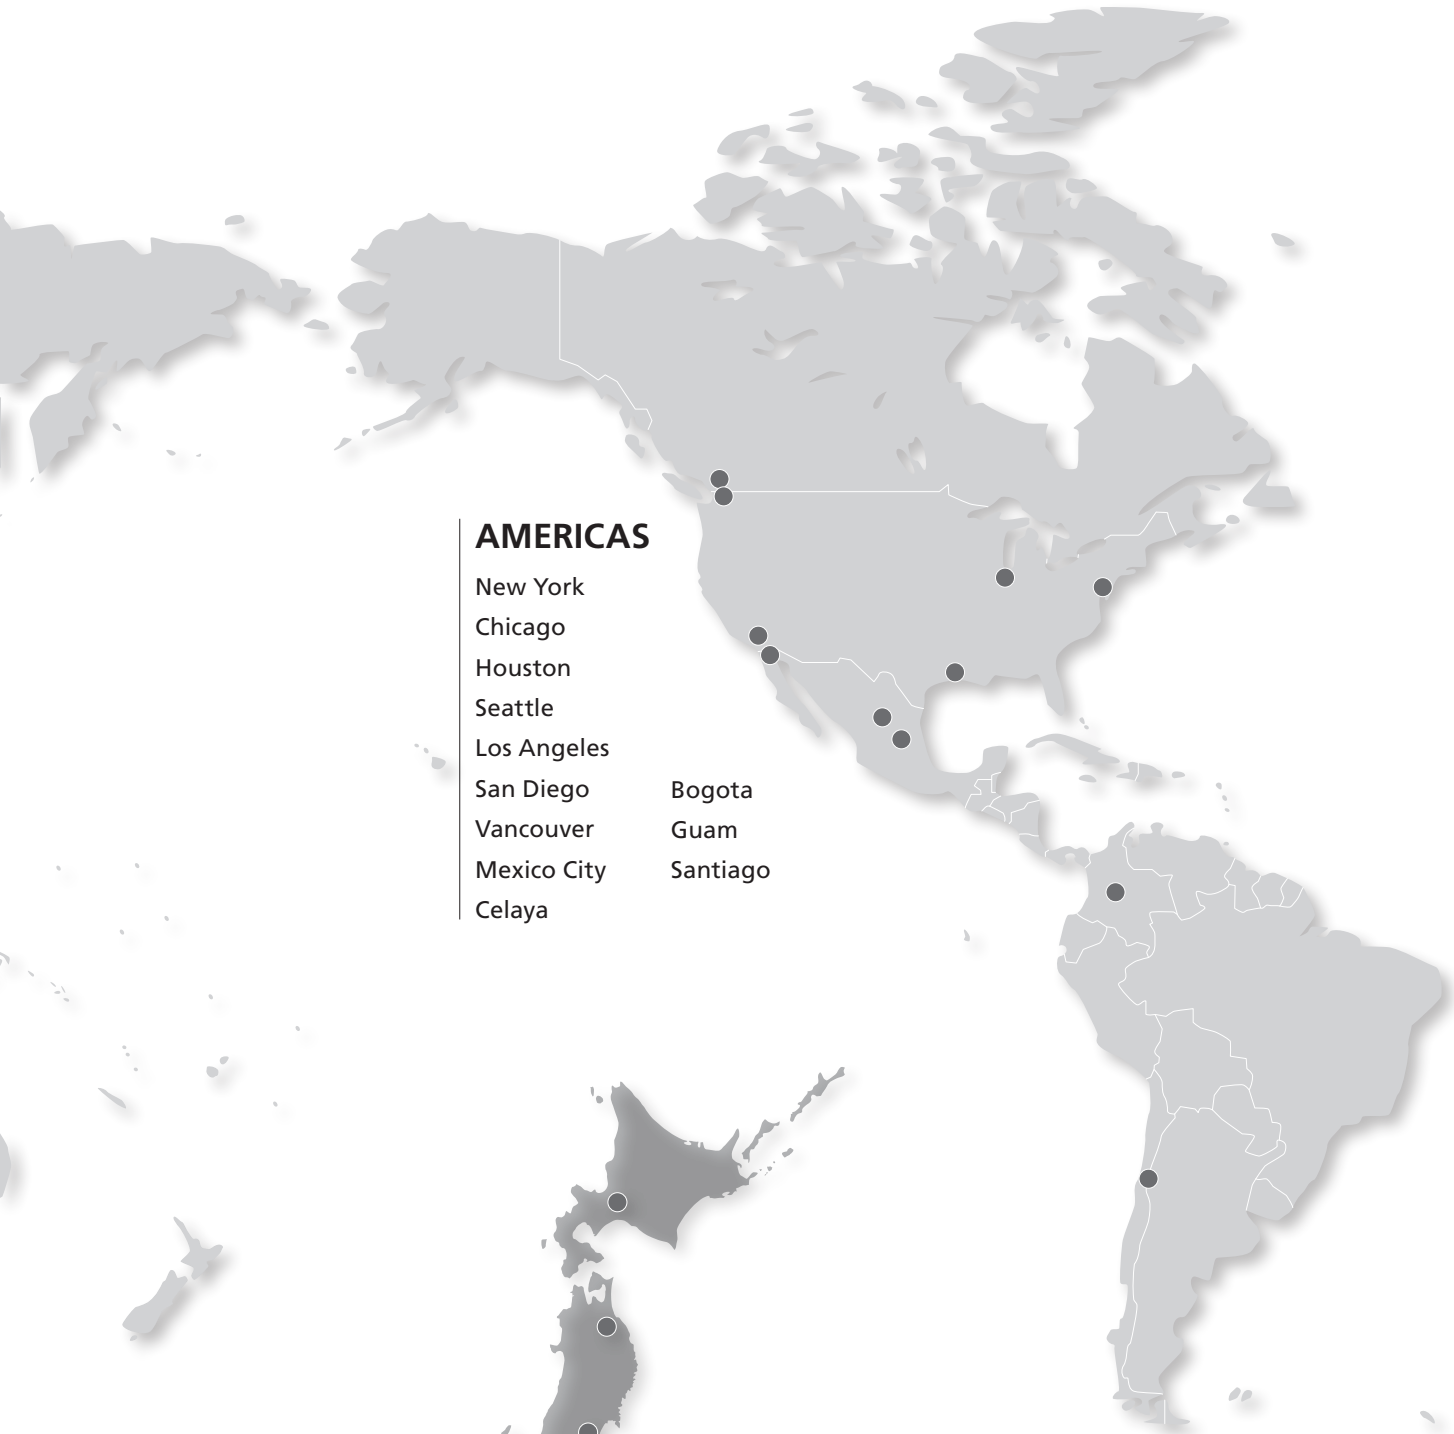 AMERICAS
New York
Chicago
Houston
Seattle
Los Angeles
San Diego
Vancouver
Mexico City
Celaya
Bogota
Guam
Santiago